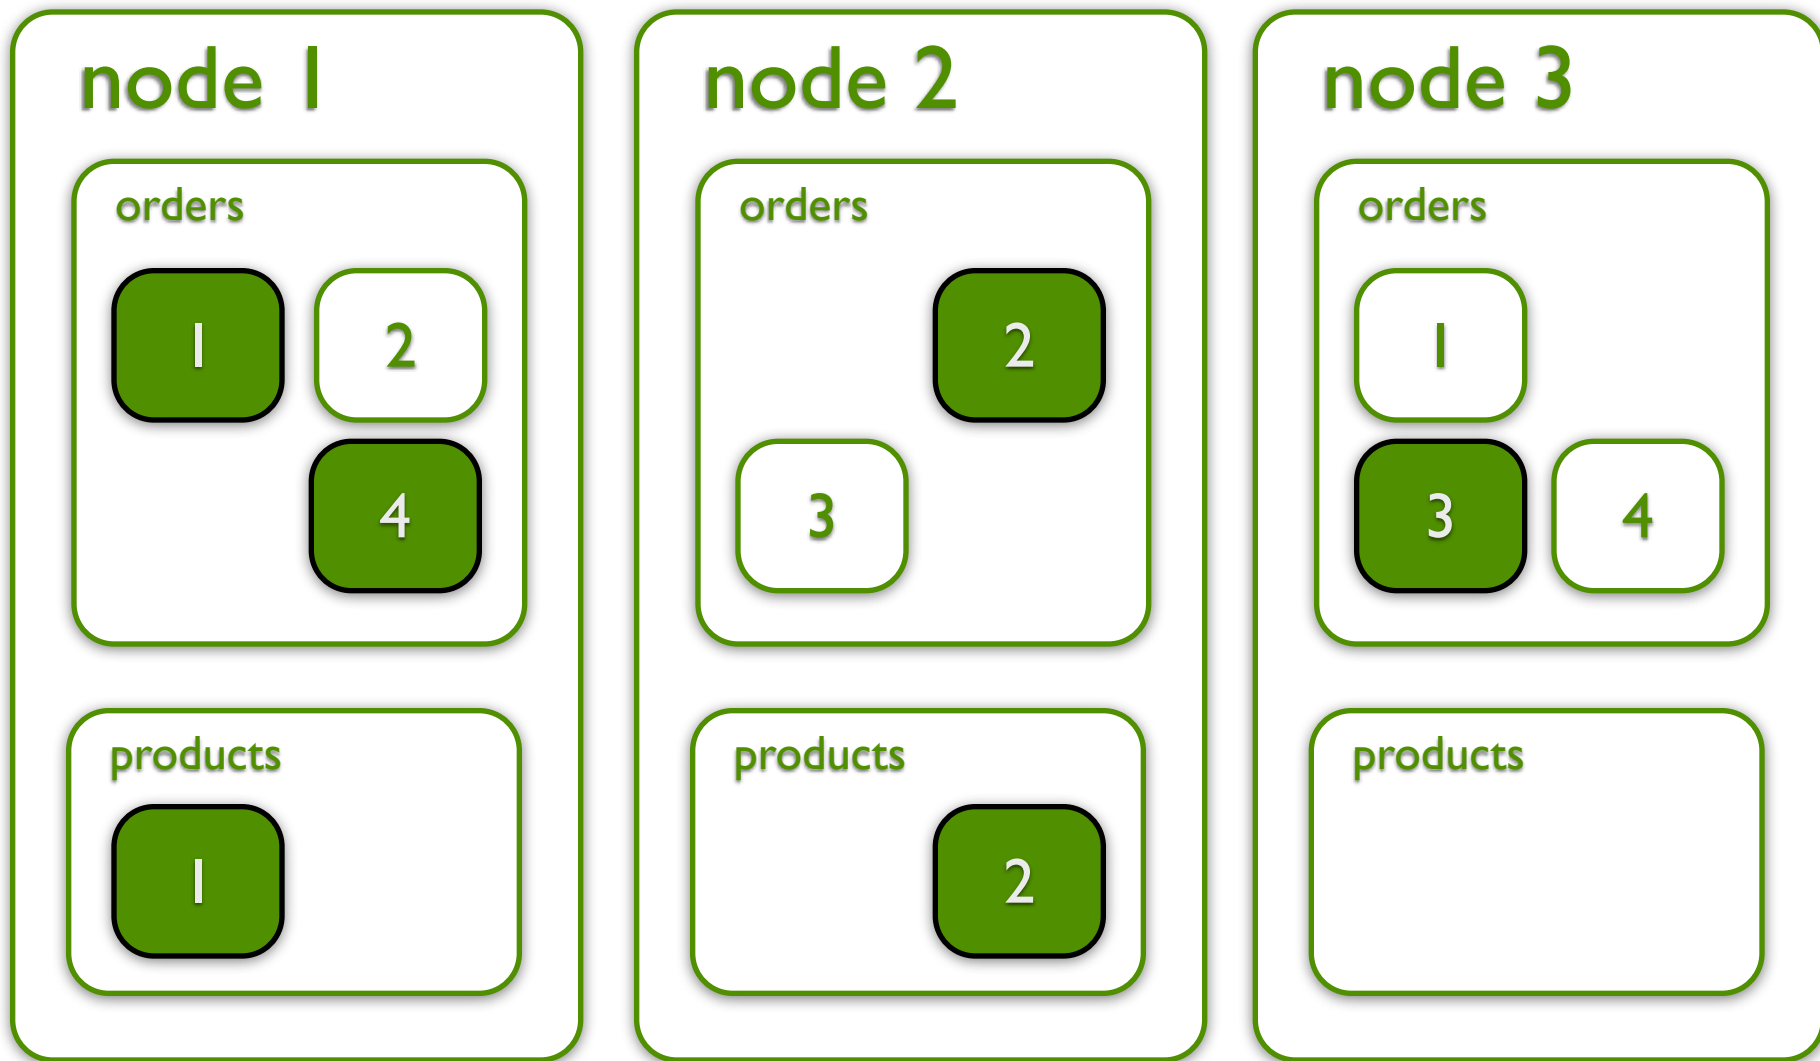 node 1
orders
1 2
4
products
1
node 2
orders
2
3
products
2
node 3
orders
1
3 4
products